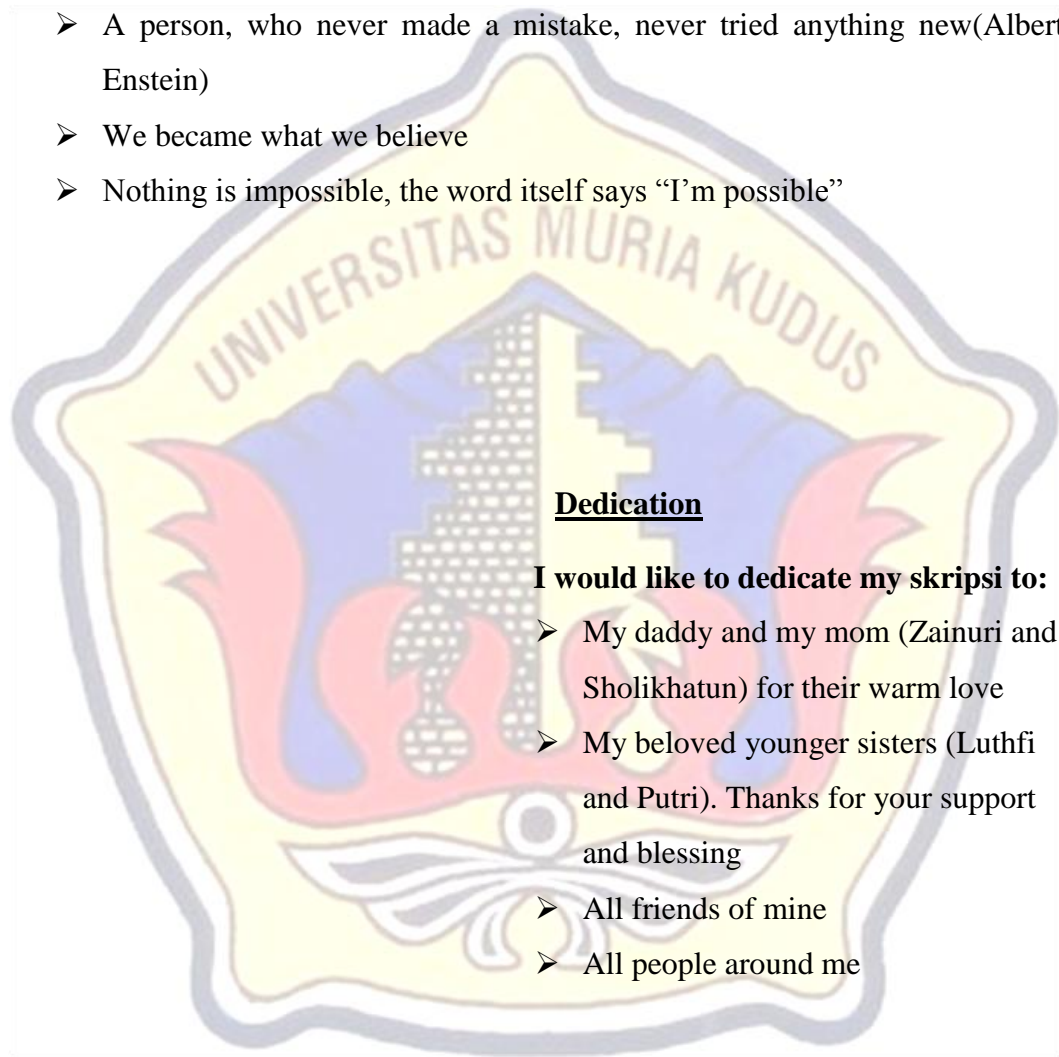 ➢ A person, who never made a mistake, never tried anything new(Albert
Enstein)
➢ We became what we believe
➢ Nothing is impossible, the word itself says “I’m possible”
UNIVERSITAS MURIA KUDUS
Dedication
I would like to dedicate my skripsi to:
➢ My daddy and my mom (Zainuri and
Sholikhatun) for their warm love
➢ My beloved younger sisters (Luthfi
and Putri). Thanks for your support
and blessing
➢ All friends of mine
➢ All people around me